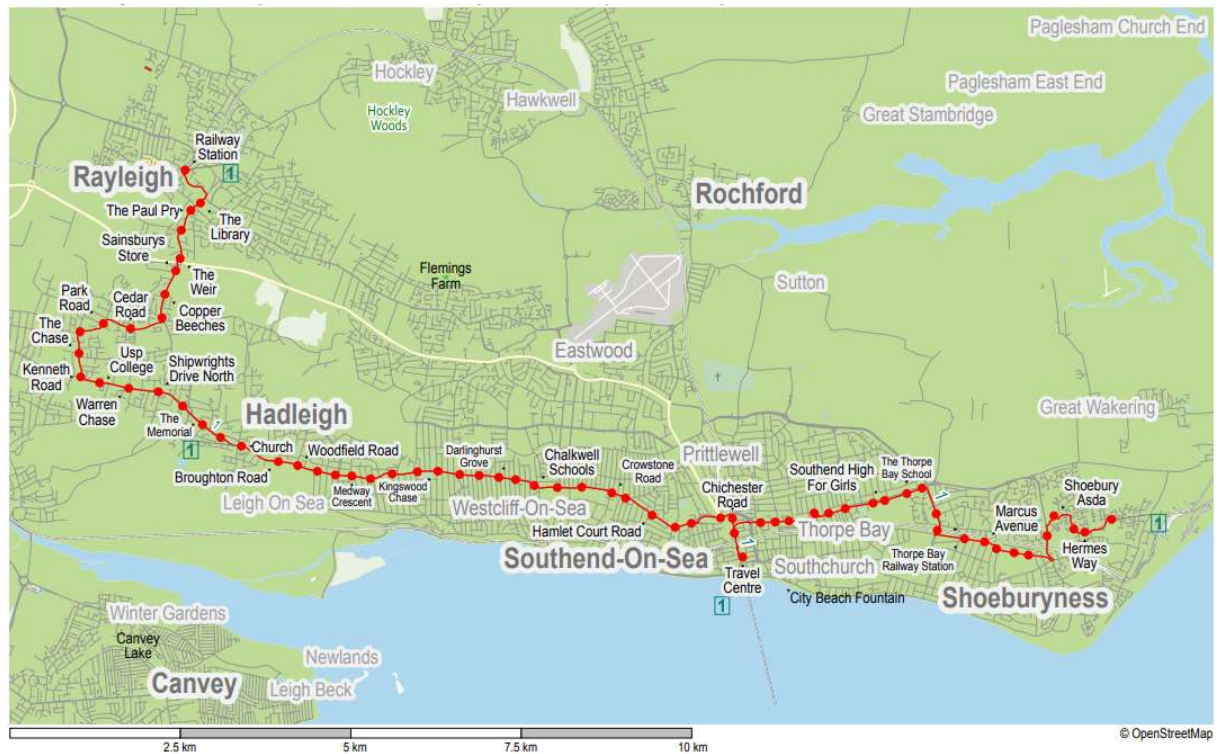 Paglesham Church End
Hockley
Hawkwell
Paglesham East End
Hockley
Woods
Great Stambridge
Railway
Station
1
Rayleigh
Rochford
The Paul Pry
The
Library
Sainsburys
Store
The
Weir
Flemings
Farm
Sutton
Park
Road
Cedar
Road
Copper
Beeches
The
Chase
Eastwood
Usp
College
Shipwrights
Drive North
Kenneth
Road
Warren
Chase
Great Wakering
Hadleigh
The
Memorial
1
1
Church
Woodfield Road
Broughton Road
Darlinghurst
Grove
Chalkwell
Schools
Crowstone
Road
Prittlewell
Southend High
For Girls
The Thorpe
Bay School
Medway
Crescent
Kingswood
Chase
Chichester
Road
Shoebury
Asda
Leigh On Sea
Westcliff-On-Sea
1
Marcus
Avenue
1
Hamlet Court Road
Thorpe Bay
1
Thorpe Bay
Railway Station
Hermes
Way
Southend-On-Sea
Travel
Centre
Southchurch
Shoeburyness
1
City Beach Fountain
Winter Gardens
Canvey
Lake
Newlands
Canvey
Leigh Beck
2.5 km
5 km
7.5 km
10 km
© OpenStreetMap